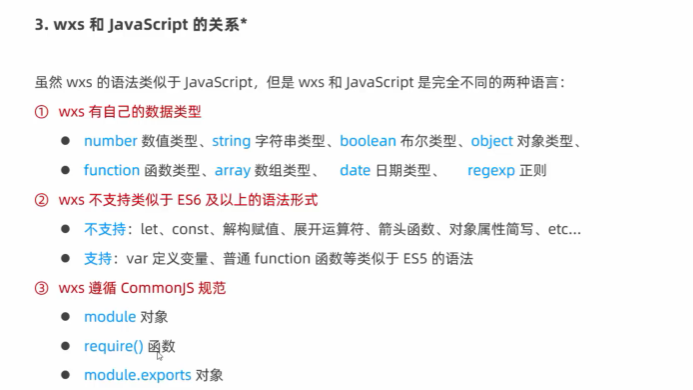 3. wxs 和 JavaScript 的关系*
虽然 wxs 的语法类似于 JavaScript，但是 wxs 和 JavaScript 是完全不同的两种语言：
① wxs 有自己的数据类型
● number 数值类型、string 字符串类型、boolean 布尔类型、object 对象类型、
● function 函数类型、array 数组类型、 date 日期类型、 regexp 正则
② wxs 不支持类似于 ES6 及以上的语法形式
● 不支持：let、const、解构赋值、展开运算符、箭头函数、对象属性简写、etc...
● 支持：var 定义变量、普通 function 函数等类似于 ES5 的语法
③ wxs 遵循 CommonJS 规范
● module 对象
● require() 函数
● module.exports 对象